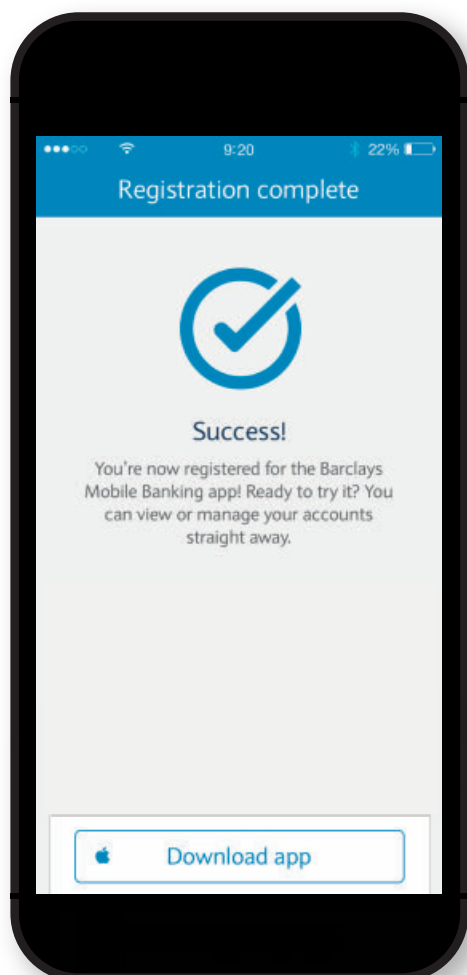 9:20
22%
Registration complete
Success!
You're now registered for the Barclays
Mobile Banking app! Ready to try it? You
can view or manage your accounts
straight away.
Download app